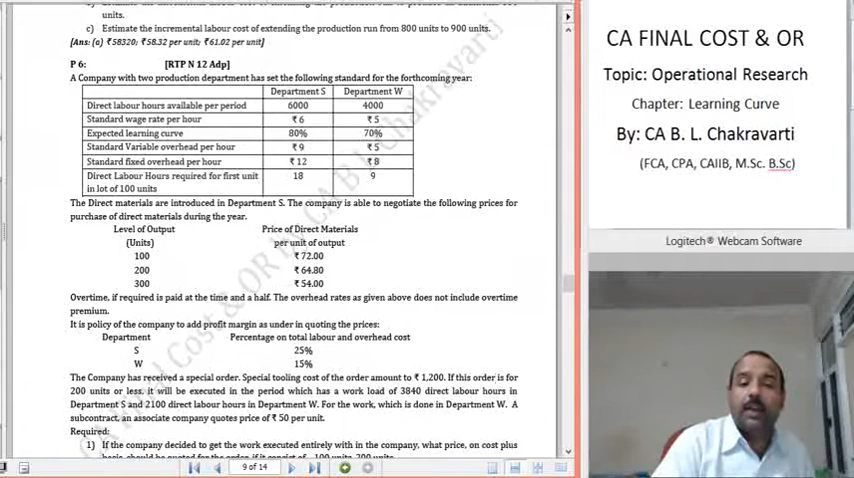 units.
c) Estimate the incremental labour cost of extending the production run from 800 units to 900 units.
[Ans: (a) ₹58320; ₹58.32 per unit; ₹61.02 per unit]
P 6: [RTP N 12 Adp]
A Company with two production department has set the following standard for the forthcoming year:
Department S Department W
Direct labour hours available per period 6000 4000
Standard wage rate per hour ₹ 6 ₹ 5
Expected learning curve 80% 70%
Standard Variable overhead per hour ₹ 9 ₹ 5
Standard fixed overhead per hour ₹ 12 ₹ 8
Direct Labour Hours required for first unit 18 9
in lot of 100 units
The Direct materials are introduced in Department S. The company is able to negotiate the following prices for
purchase of direct materials during the year.
Level of Output Price of Direct Materials
(Units) per unit of output
100 ₹ 72.00
200 ₹ 64.80
300 ₹ 54.00
Overtime, if required is paid at the time and a half. The overhead rates as given above does not include overtime
premium.
It is policy of the company to add profit margin as under in quoting the prices:
Department Percentage on total labour and overhead cost
S 25%
W 15%
The Company has received a special order. Special tooling cost of the order amount to ₹ 1,200. If this order is for
200 units or less, it will be executed in the period which has a work load of 3840 direct labour hours in
Department S and 2100 direct labour hours in Department W. For the work, which is done in Department W. A
subcontract, an associate company quotes price of ₹ 50 per unit.
Required:
1) If the company decided to get the work executed entirely with in the company, what price, on cost plus
9 of 14
CA FINAL COST & OR
Topic: Operational Research
Chapter: Learning Curve
By: CA B. L. Chakravarti
(FCA, CPA, CAIIB, M.Sc. B.Sc)
Logitech® Webcam Software